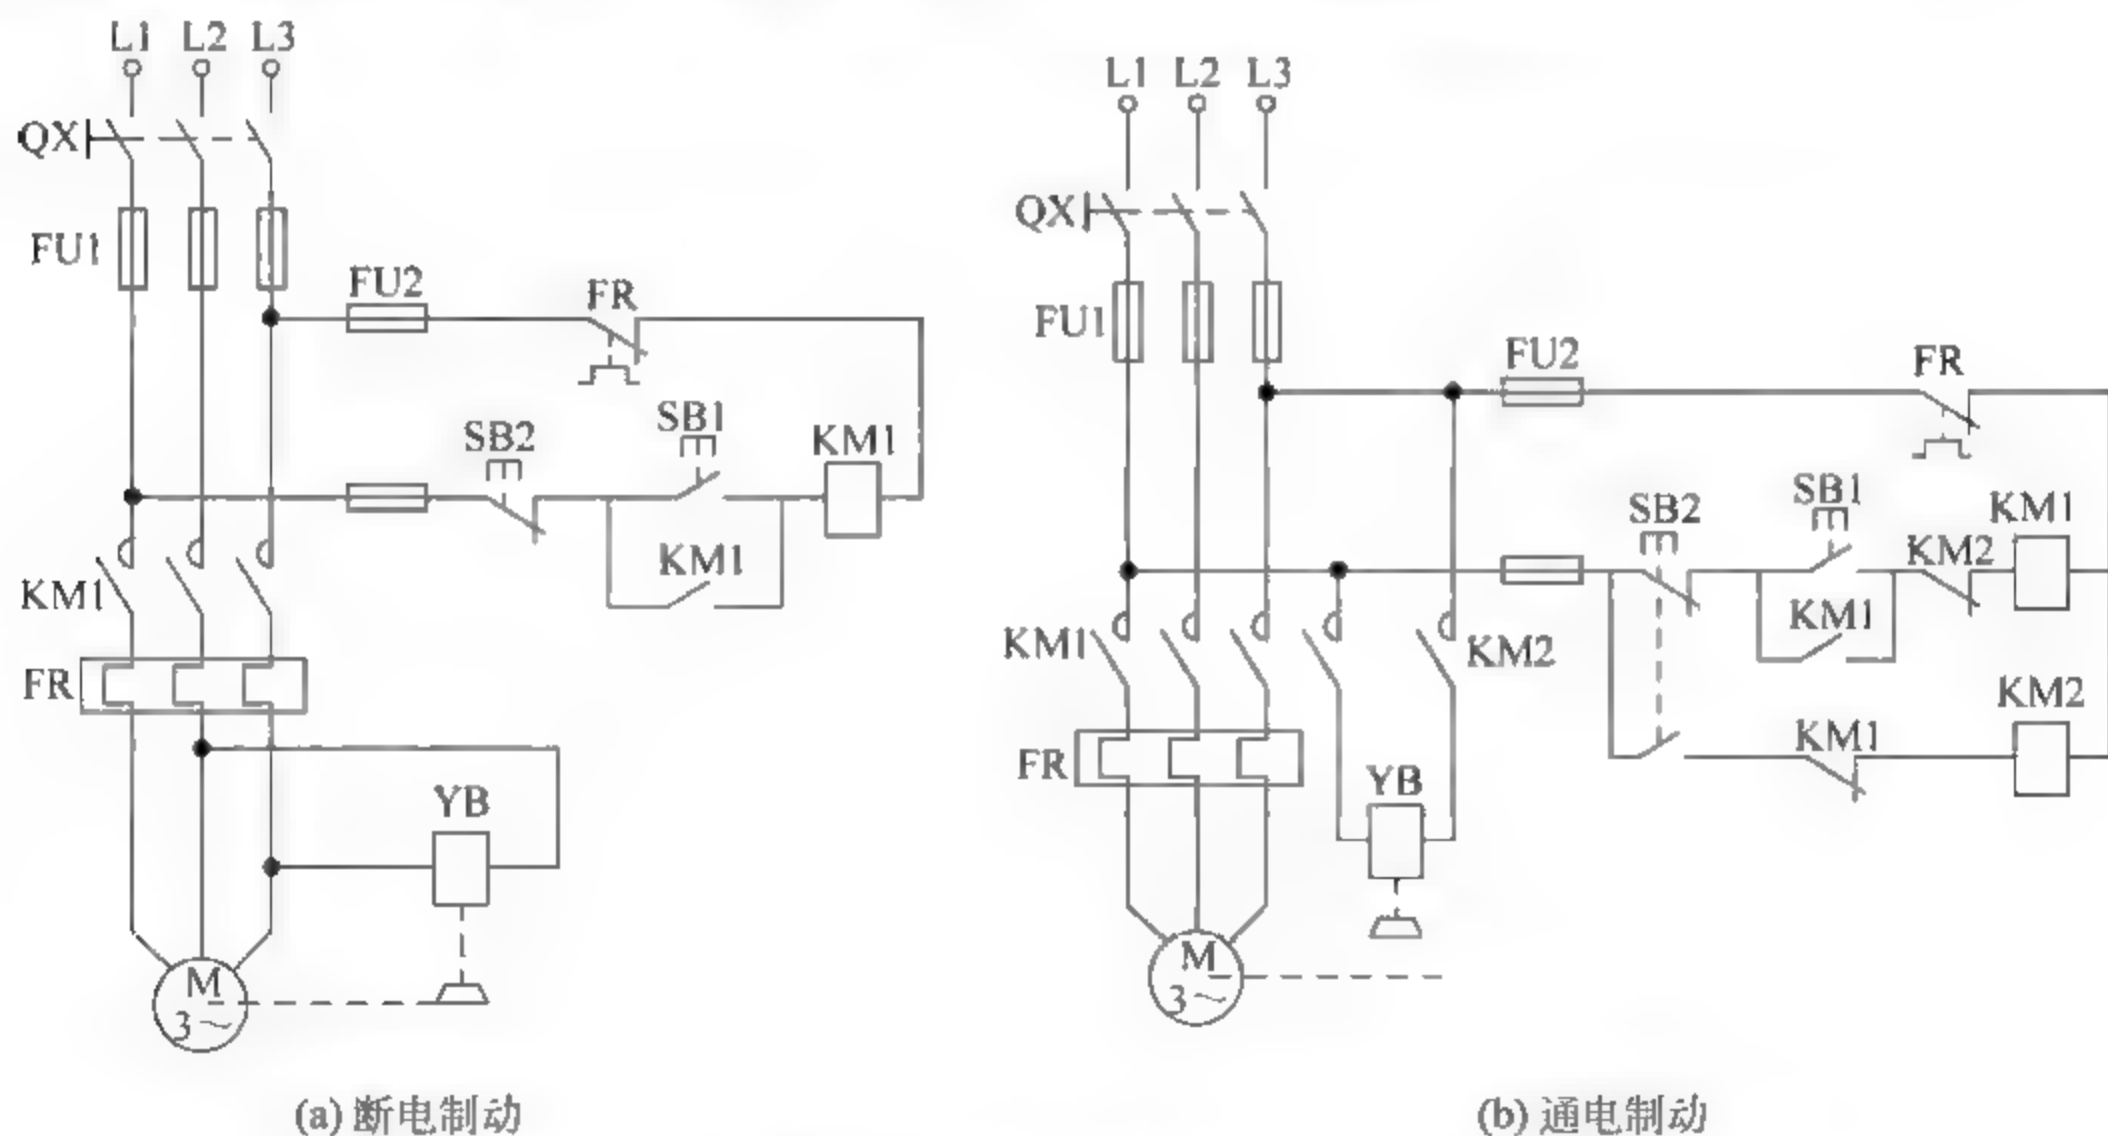 L1 L2 L3
QX
FU1
FU2
FR
SB2
SB1
KM1
KM1
KM1
FR
YB
M
3～
(a) 断电制动
L1 L2 L3
QX
FU1
FU2
FR
SB2
SB1
KM2
KM1
KM1
KM1
KM2
KM1
KM2
FR
YB
M
3～
(b) 通电制动